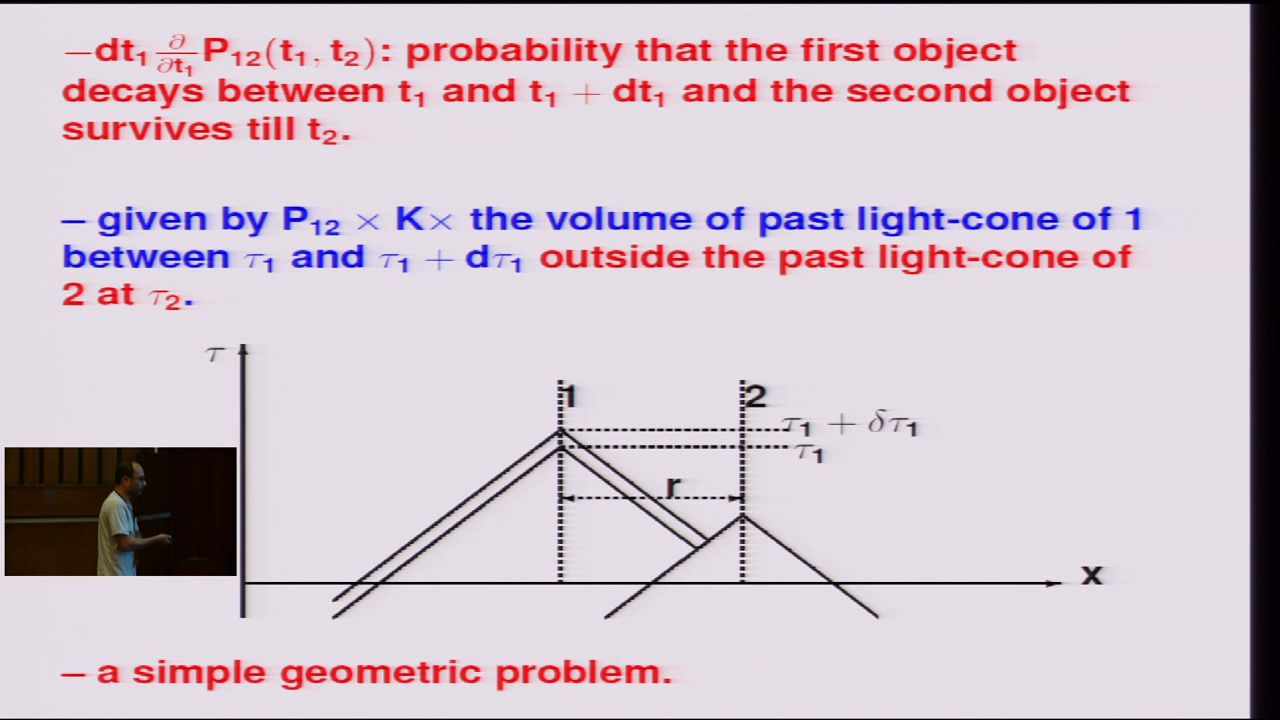 −dt₁ ∂/∂t₁ P₁₂(t₁, t₂): probability that the first object
decays between t₁ and t₁ + dt₁ and the second object
survives till t₂.
– given by P₁₂ × K× the volume of past light-cone of 1
between τ₁ and τ₁ + dτ₁ outside the past light-cone of
2 at τ₂.
τ
1
2
τ₁ + δτ₁
τ₁
r
x
– a simple geometric problem.